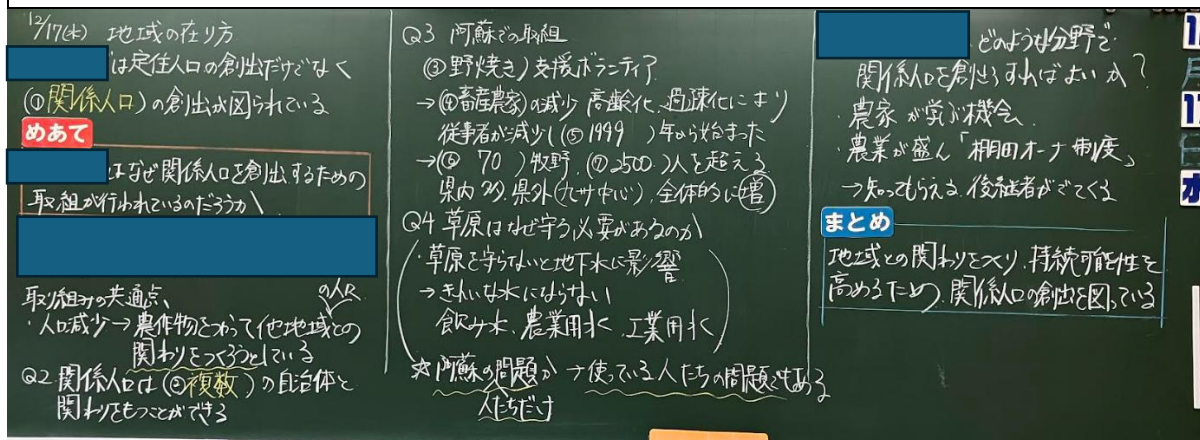 12/17(水) 地域の在り方
は定住人口の創出だけでなく
(①関係人口)の創出が図られている
めあて
はなぜ関係人口を創出するための
取組が行われているのだろうか
取り組みの共通点、
・人口減少→農作物をつかって他地域との
の人々
関わりをつくろうとしている
Q2 関係人口は(②複数)の自治体と
関わりをもつことができる
Q3 阿蘇での取組
(③野焼き)支援ボランティア
→(④畜産農家)の減少 高齢化、過疎化により
従事者が減少し(⑤ 1999 )年から始まった
→(⑥ 70 )牧野、(⑦2500)人を超える
県内 2/3、県外(九州中心)、全体的に増
Q4 草原はなぜ守る必要があるのか
・草原を守らないと地下水に影響
→きれいな水にならない
飲み水、農業用水、工業用水
☆阿蘇の問題か →使っている人たちの問題でもある
人たちだけ
どのような分野で
関係人口を創出すればよいか?
・農家が学ぶ機会
・農業が盛ん「棚田オーナー制度」
→知ってもらえる、後継者がでてくる
まとめ
地域との関わりをつくり、持続可能性を
高めるため、関係人口の創出を図っている
月
水